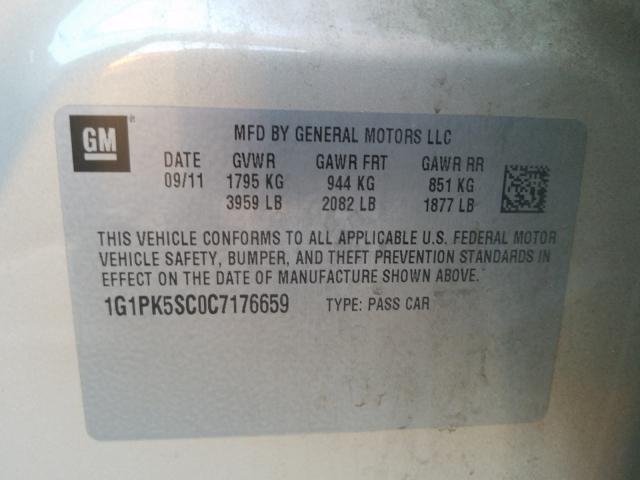 GM
MFD BY GENERAL MOTORS LLC
DATE GVWR GAWR FRT GAWR RR
09/11 1795 KG 944 KG 851 KG
3959 LB 2082 LB 1877 LB
THIS VEHICLE CONFORMS TO ALL APPLICABLE U.S. FEDERAL MOTOR
VEHICLE SAFETY, BUMPER, AND THEFT PREVENTION STANDARDS IN
EFFECT ON THE DATE OF MANUFACTURE SHOWN ABOVE.
1G1PK5SC0C7176659 TYPE: PASS CAR